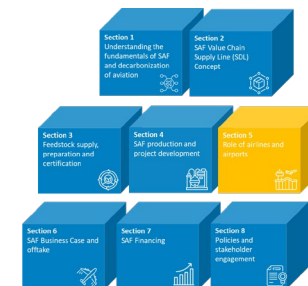 Section 1
Understanding the
fundamentals of SAF
and decarbonization
of aviation
Section 2
SAF Value Chain
Supply Line (SDL)
Concept
Section 3
Feedstock supply,
preparation and
certification
Section 4
SAF production and
project development
Section 5
Role of airlines and
airports
Section 6
SAF Business Case and
offtake
Section 7
SAF Financing
Section 8
Policies and
stakeholder
engagement